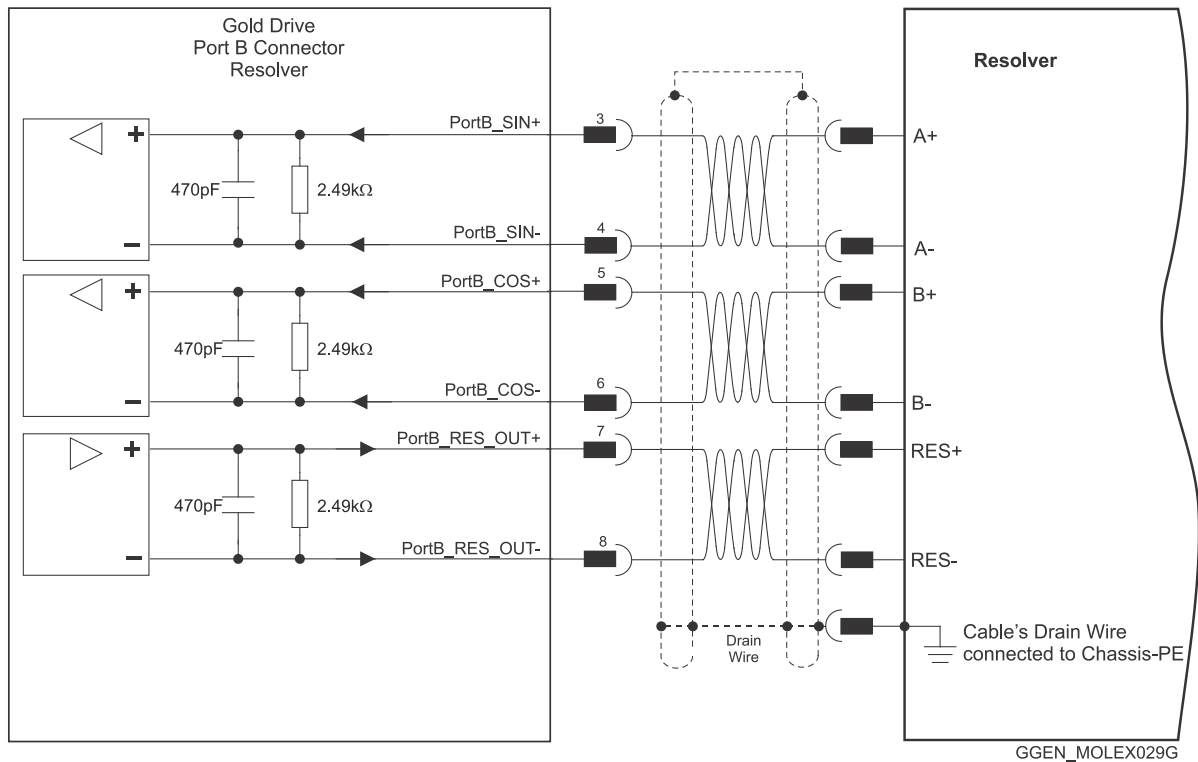 Gold Drive
Port B Connector
Resolver
Resolver
+
PortB_SIN+
3
A+
470pF
2.49kΩ
−
PortB_SIN-
4
A-
+
PortB_COS+
5
B+
470pF
2.49kΩ
−
PortB_COS-
6
B-
+
PortB_RES_OUT+
7
RES+
470pF
2.49kΩ
−
PortB_RES_OUT-
8
RES-
Drain
Wire
Cable's Drain Wire
connected to Chassis-PE
GGEN_MOLEX029G